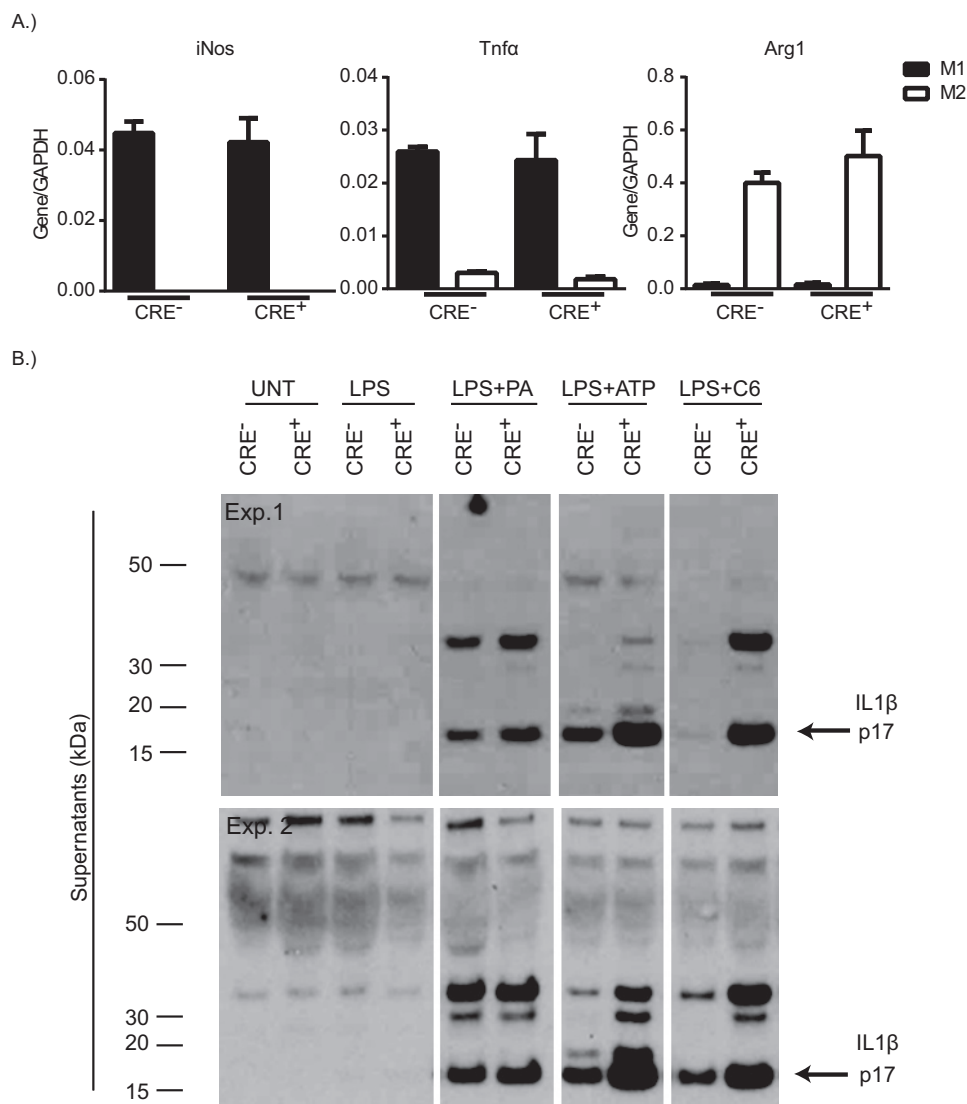 A.)
iNos
Tnfα
Arg1
M1
M2
Gene/GAPDH
0.06
0.04
0.02
0.00
CRE-
CRE+
0.03
0.02
0.01
0.00
CRE-
CRE+
Gene/GAPDH
0.8
0.6
0.4
0.2
0.0
CRE-
CRE+
B.)
UNT
LPS
LPS+PA
LPS+ATP
LPS+C6
CRE-
CRE+
CRE-
CRE+
CRE-
CRE+
CRE-
CRE+
CRE-
CRE+
Supernatants (kDa)
Exp.1
50
30
20
15
IL1β
p17
Exp. 2
50
30
20
15
IL1β
p17